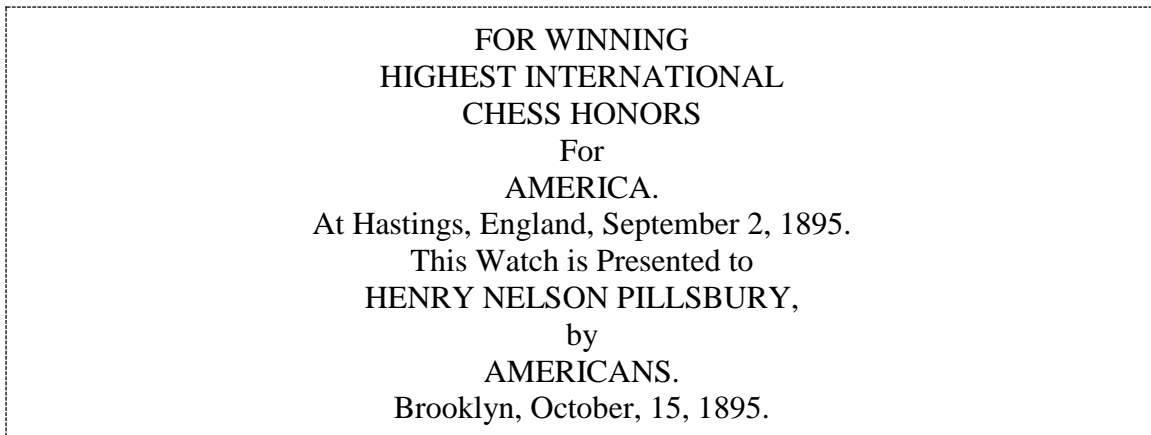 FOR WINNING
HIGHEST INTERNATIONAL
CHESS HONORS
For
AMERICA.
At Hastings, England, September 2, 1895.
This Watch is Presented to
HENRY NELSON PILLSBURY,
by
AMERICANS.
Brooklyn, October, 15, 1895.